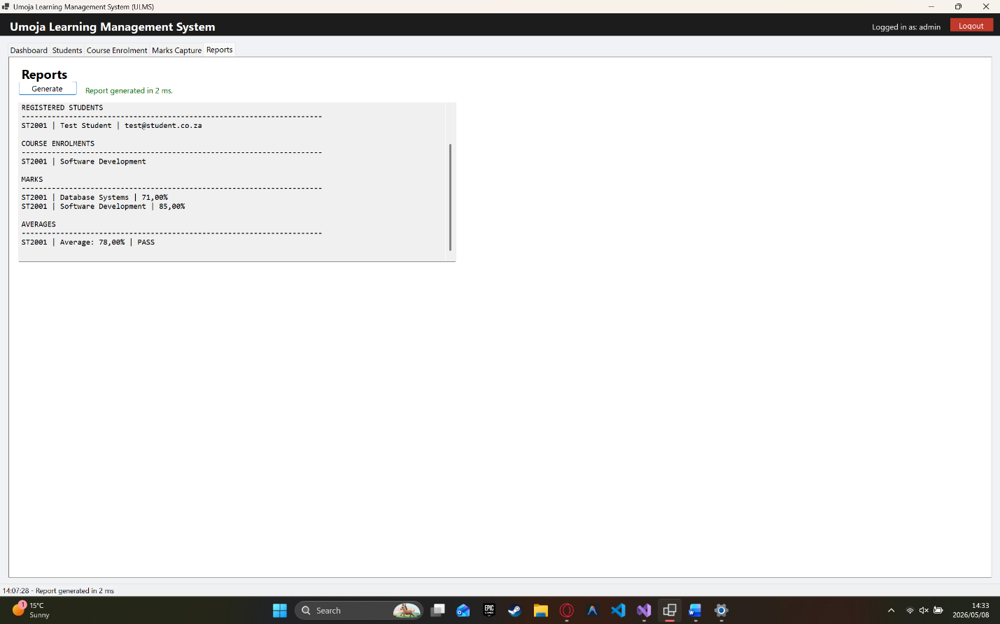 Umoja Learning Management System (ULMS)
Umoja Learning Management System
Logged in as: admin
Logout
Dashboard Students Course Enrolment Marks Capture Reports
Reports
Generate
Report generated in 2 ms.
REGISTERED STUDENTS
----------------------------------------------------------------------
ST2001 | Test Student | test@student.co.za
COURSE ENROLMENTS
----------------------------------------------------------------------
ST2001 | Software Development
MARKS
----------------------------------------------------------------------
ST2001 | Database Systems | 71,00%
ST2001 | Software Development | 85,00%
AVERAGES
----------------------------------------------------------------------
ST2001 | Average: 78,00% | PASS
14:07:28 - Report generated in 2 ms
1
15°C
Sunny
Search
EPIC
GAMES
14:33
2026/05/08